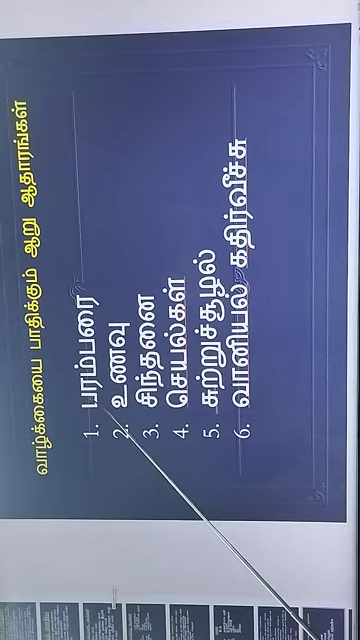 வாழ்க்கையை பாதிக்கும் ஆறு ஆதாரங்கள்
1. பரம்பரை
2. உணவு
3. சிந்தனை
4. செயல்கள்
5. சுற்றுச்சூழல்
6. வானியல் கதிர்வீச்சு